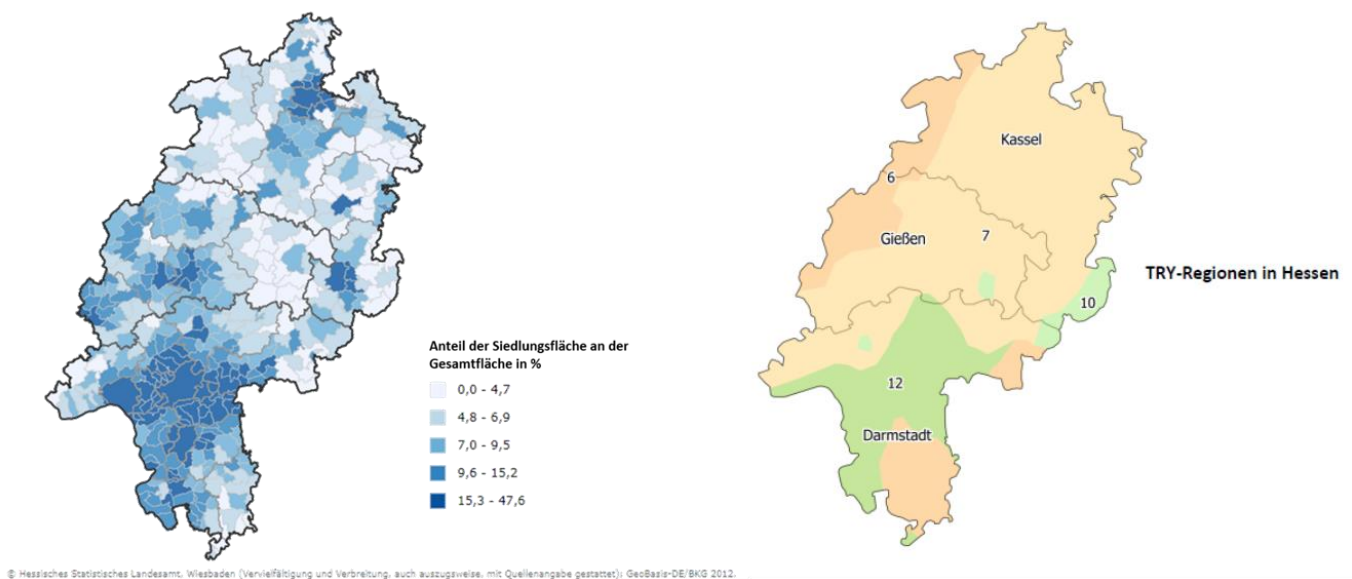 Anteil der Siedlungsfläche an der
Gesamtfläche in %
0,0 - 4,7
4,8 - 6,9
7,0 - 9,5
9,6 - 15,2
15,3 - 47,6
Kassel
6
Gießen
7
10
12
Darmstadt
TRY-Regionen in Hessen
© Hessisches Statistisches Landesamt, Wiesbaden (Vervielfältigung und Verbreitung, auch auszugsweise, mit Quellenangabe gestattet); GeoBasis-DE/BKG 2012.